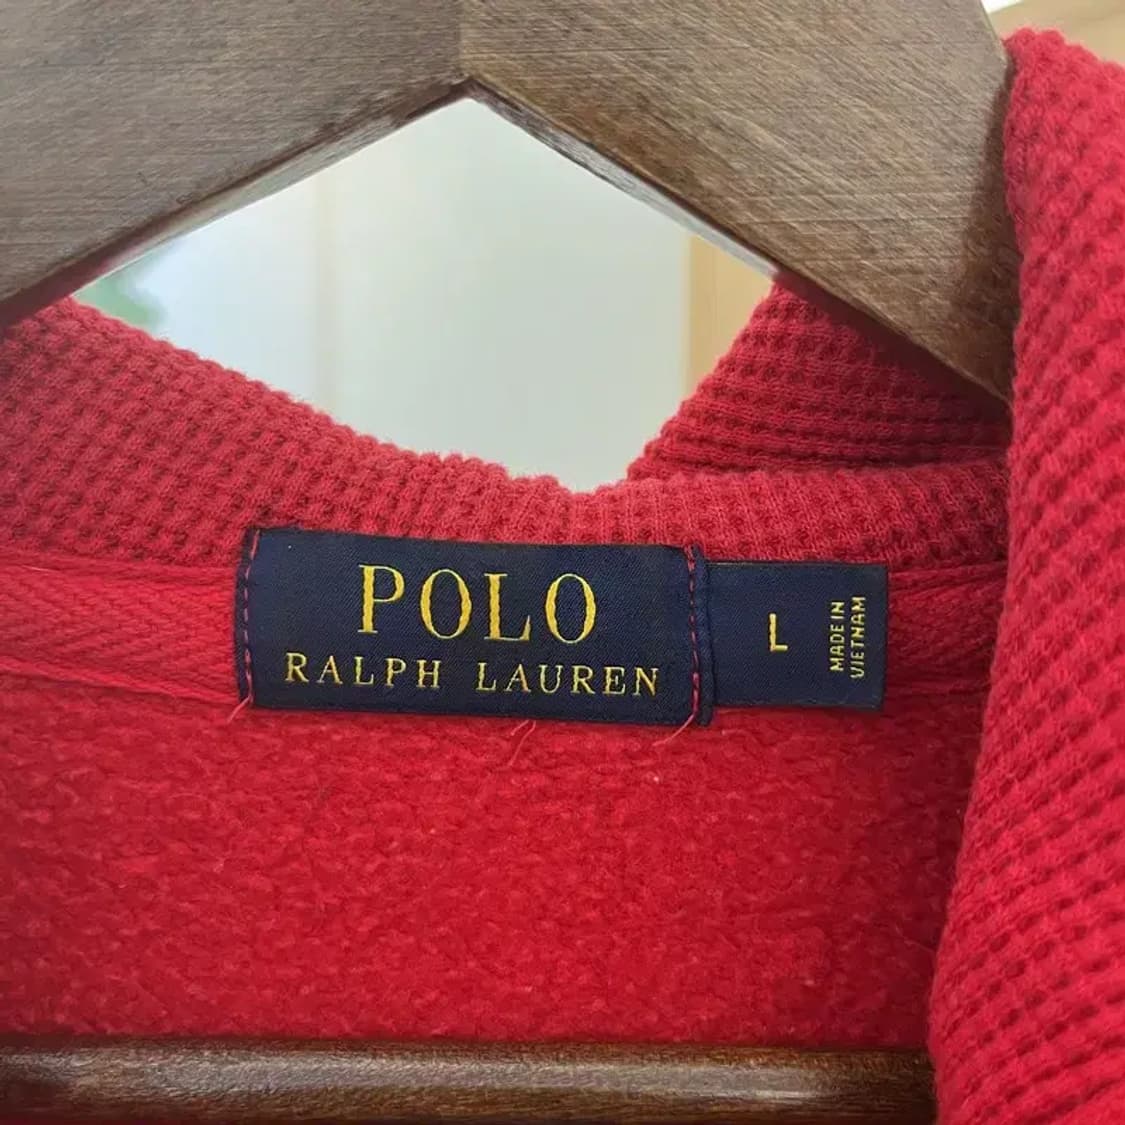 POLO
RALPH LAUREN
L
MADE IN
VIETNAM